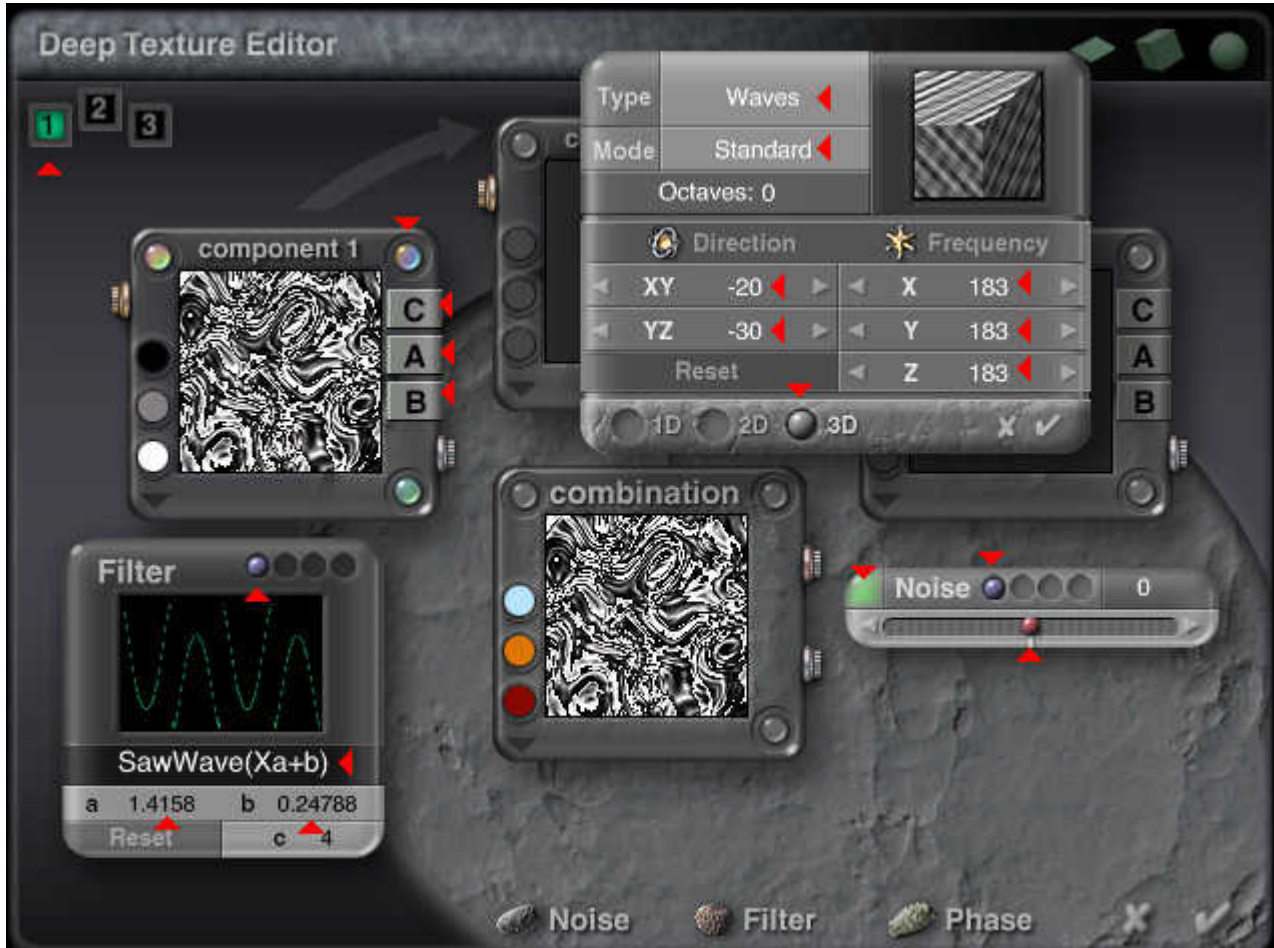 Deep Texture Editor
1
2
3
Type Waves
Mode Standard
Octaves: 0
Direction Frequency
XY -20 X 183
YZ -30 Y 183
Reset Z 183
1D 2D 3D
component 1
C
A
B
C
A
B
combination
Filter
SawWave(Xa+b)
a 1.4158 b 0.24788
Reset c 4
Noise 0
Noise Filter Phase